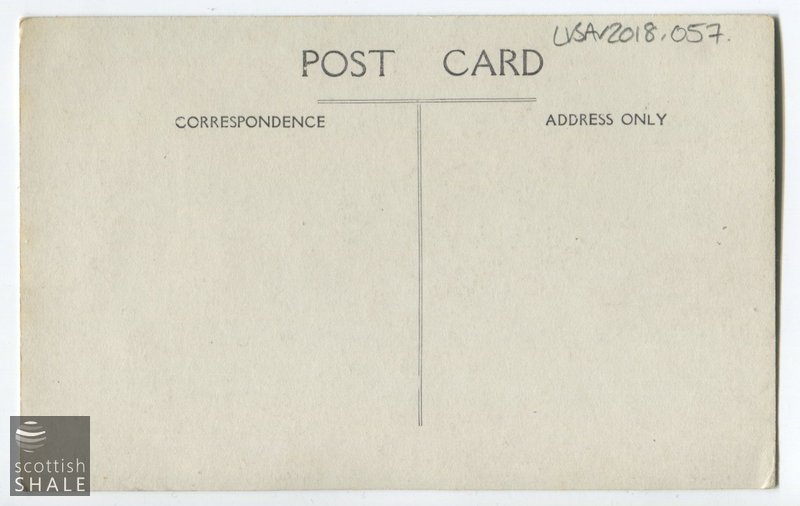 LVSAV2018.057.
POST CARD
CORRESPONDENCE
ADDRESS ONLY
scottish
SHALE